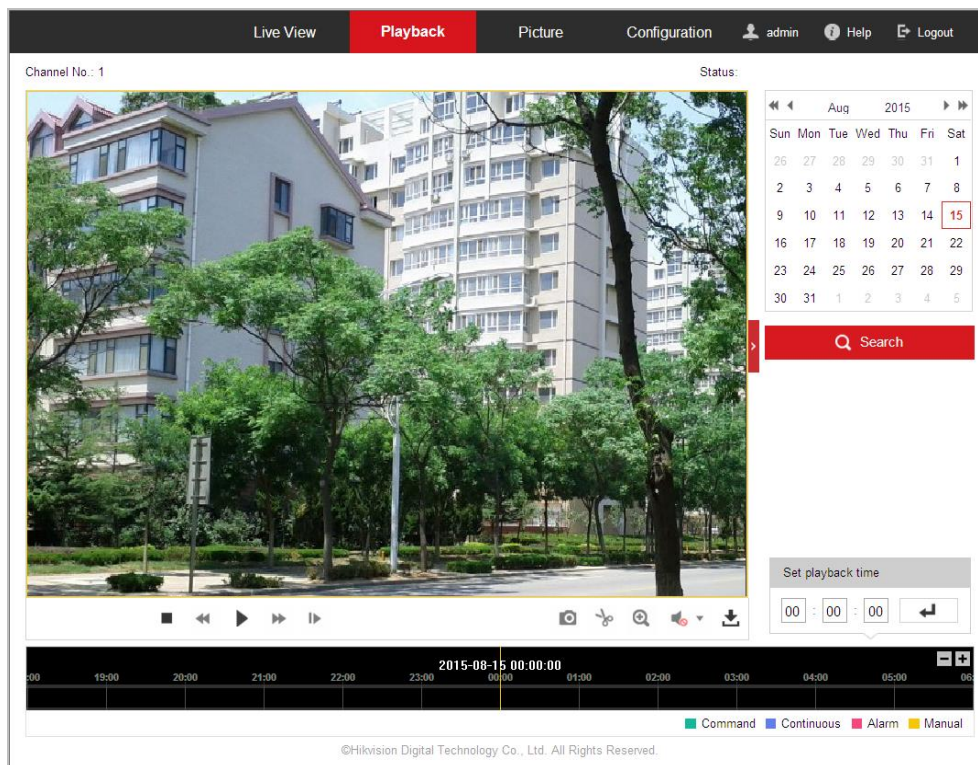 Live View Playback Picture Configuration admin Help Logout
Channel No.: 1 Status:
Aug 2015
Sun Mon Tue Wed Thu Fri Sat
26 27 28 29 30 31 1
2 3 4 5 6 7 8
9 10 11 12 13 14 15
16 17 18 19 20 21 22
23 24 25 26 27 28 29
30 31 1 2 3 4 5
Search
Set playback time
00 : 00 : 00
2015-08-15 00:00:00
:00 19:00 20:00 21:00 22:00 23:00 00:00 01:00 02:00 03:00 04:00 05:00 06:
Command Continuous Alarm Manual
©Hikvision Digital Technology Co., Ltd. All Rights Reserved.